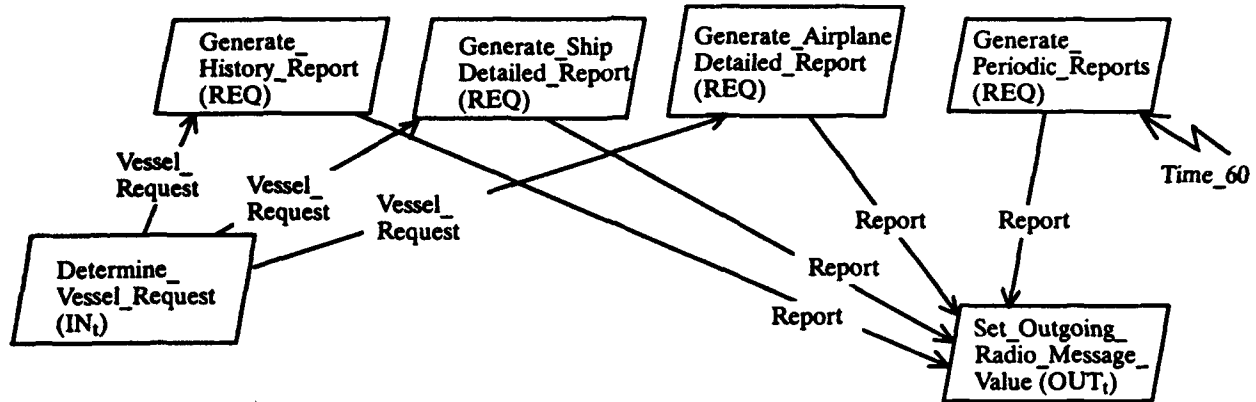 Generate_
History_Report
(REQ)
Generate_Ship
Detailed_Report
(REQ)
Generate_Airplane
Detailed_Report
(REQ)
Generate_
Periodic_Reports
(REQ)
Vessel_
Request
Vessel_
Request
Vessel_
Request
Time_60
Report
Report
Report
Report
Determine_
Vessel_Request
(INt)
Set_Outgoing_
Radio_Message_
Value (OUTt)